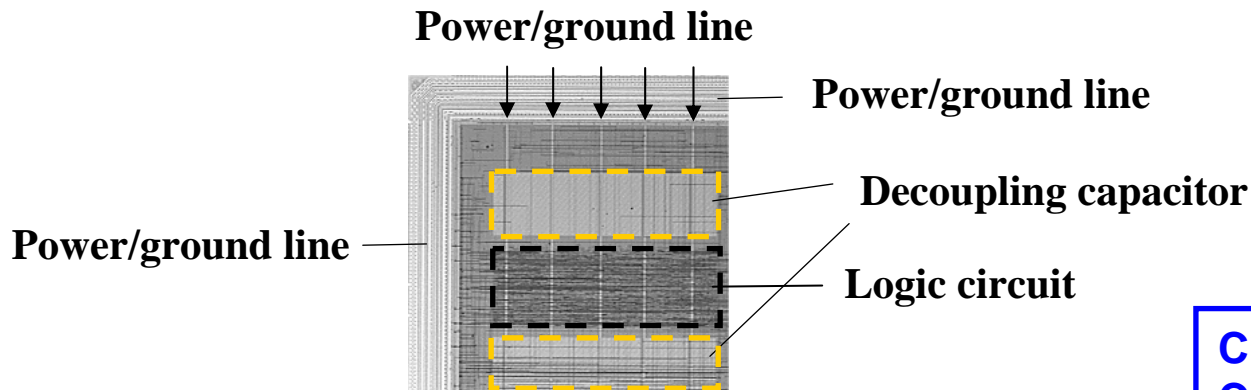 Power/ground line
Power/ground line
Decoupling capacitor
Power/ground line
Logic circuit
C